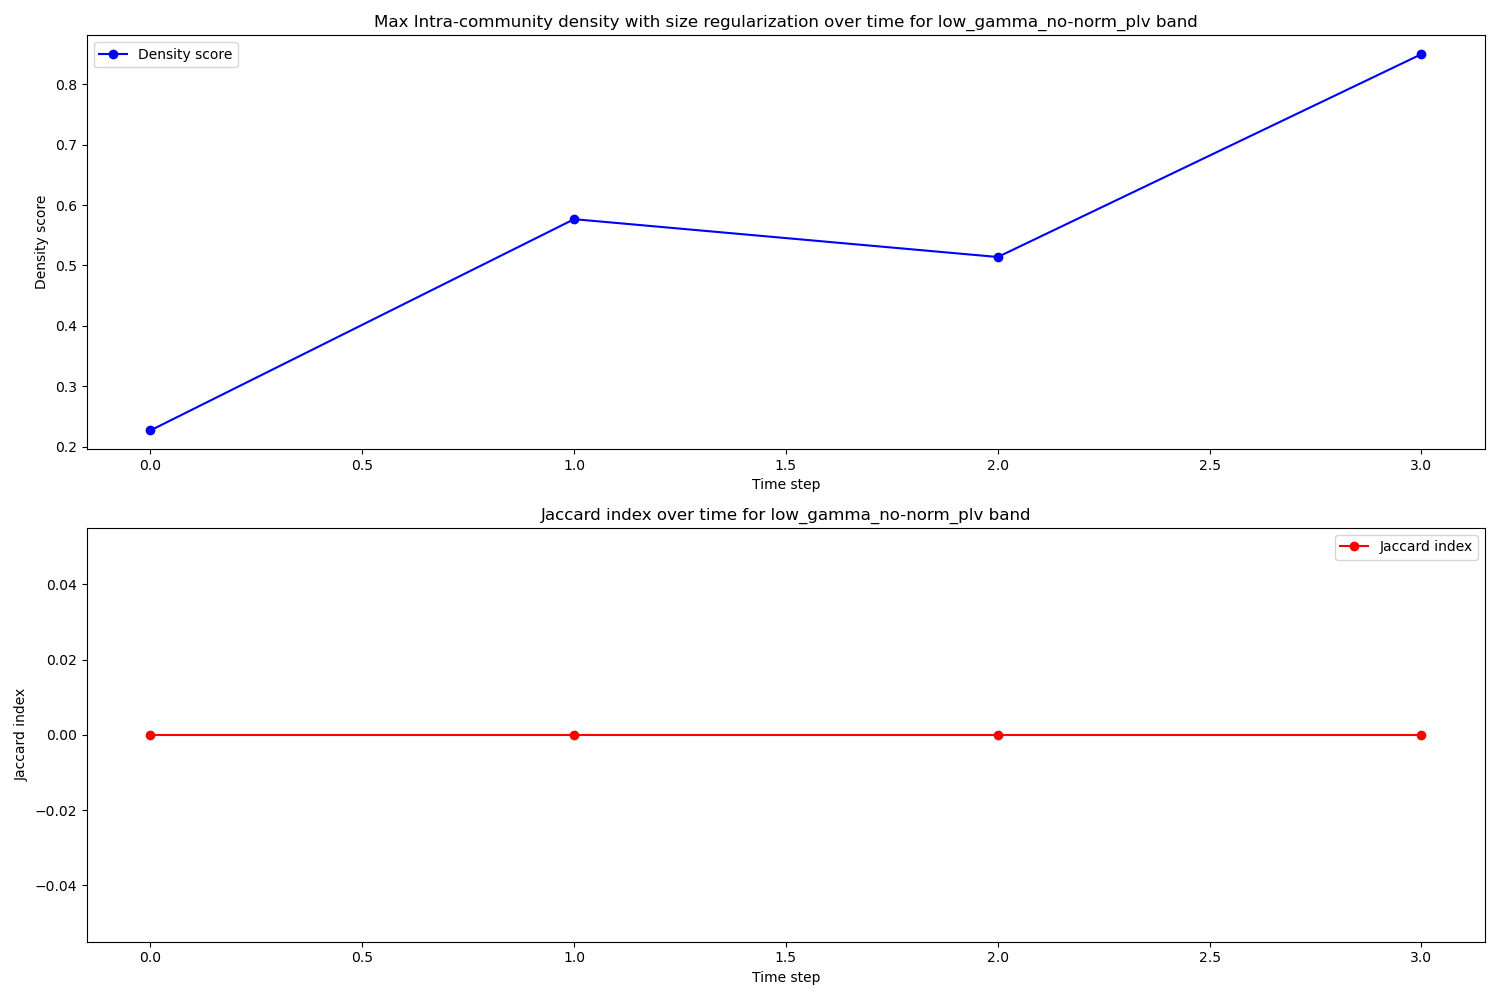 Max Intra-community density with size regularization over time for low_gamma_no-norm_plv band
Density score
0.8
0.7
0.6
0.5
0.4
0.3
0.2
Density score
0.0 0.5 1.0 1.5 2.0 2.5 3.0
Time step
Jaccard index over time for low_gamma_no-norm_plv band
Jaccard index
0.04
0.02
0.00
−0.02
−0.04
Jaccard index
0.0 0.5 1.0 1.5 2.0 2.5 3.0
Time step